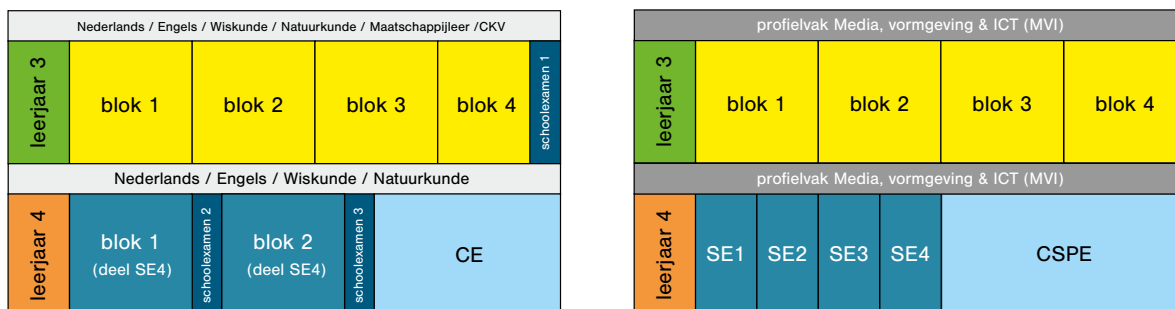 Nederlands / Engels / Wiskunde / Natuurkunde / Maatschappijleer /CKV
leerjaar 3
blok 1
blok 2
blok 3
blok 4
schoolexamen 1
Nederlands / Engels / Wiskunde / Natuurkunde
leerjaar 4
blok 1
(deel SE4)
schoolexamen 2
blok 2
(deel SE4)
schoolexamen 3
CE
profielvak Media, vormgeving & ICT (MVI)
leerjaar 3
blok 1
blok 2
blok 3
blok 4
profielvak Media, vormgeving & ICT (MVI)
leerjaar 4
SE1
SE2
SE3
SE4
CSPE